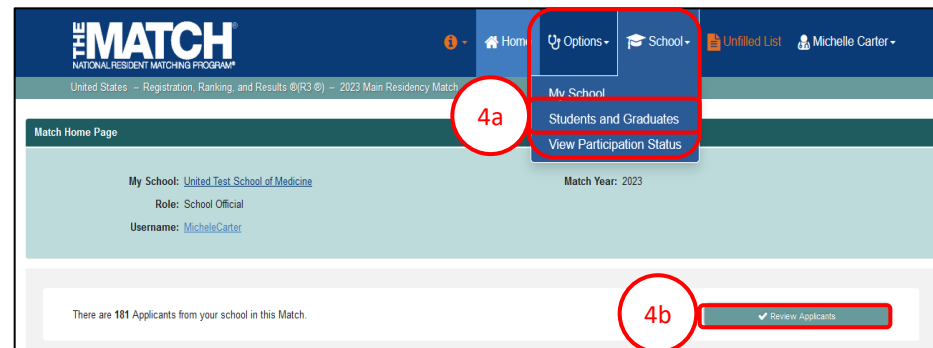 THE MATCH
NATIONAL RESIDENT MATCHING PROGRAM®
Home Options School Unfilled List Michelle Carter
United States – Registration, Ranking, and Results ®(R3 ®) – 2023 Main Residency Match
My School
4a
Students and Graduates
Match Home Page
View Participation Status
My School: United Test School of Medicine Match Year: 2023
Role: School Official
Username: MicheleCarter
There are 181 Applicants from your school in this Match. 4b Review Applicants